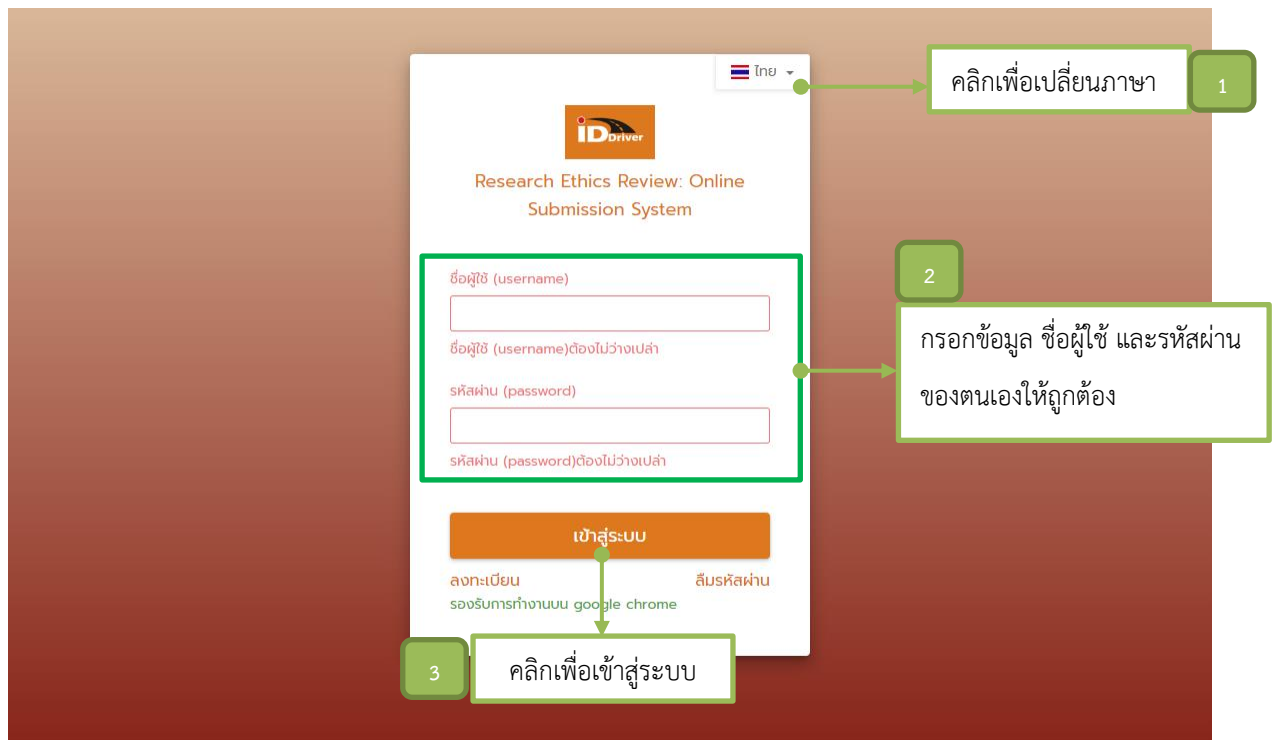 ไทย
คลิกเพื่อเปลี่ยนภาษา
1
iDDriver
Research Ethics Review: Online
Submission System
ชื่อผู้ใช้ (username)
ชื่อผู้ใช้ (username)ต้องไม่ว่างเปล่า
รหัสผ่าน (password)
รหัสผ่าน (password)ต้องไม่ว่างเปล่า
2
กรอกข้อมูล ชื่อผู้ใช้ และรหัสผ่าน
ของตนเองให้ถูกต้อง
เข้าสู่ระบบ
ลงทะเบียน
ลืมรหัสผ่าน
รองรับการทำงานบน google chrome
3
คลิกเพื่อเข้าสู่ระบบ